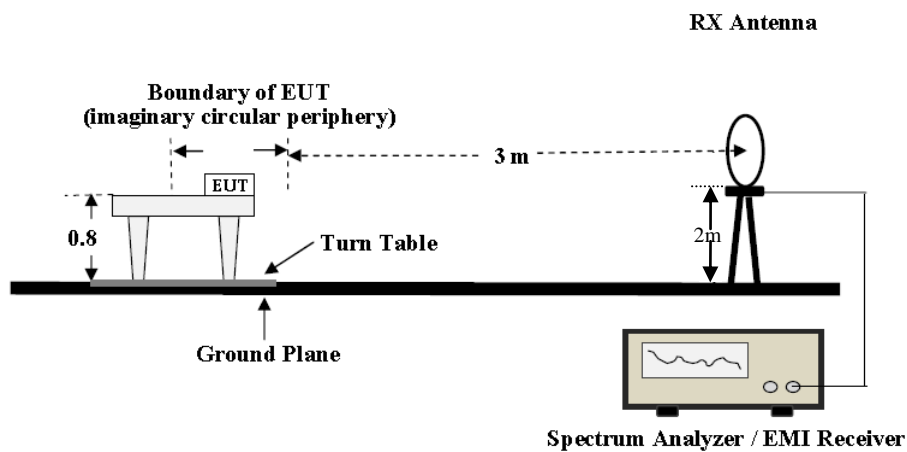 RX Antenna
Boundary of EUT
(imaginary circular periphery)
3 m
EUT
0.8
2m
Turn Table
Ground Plane
Spectrum Analyzer / EMI Receiver